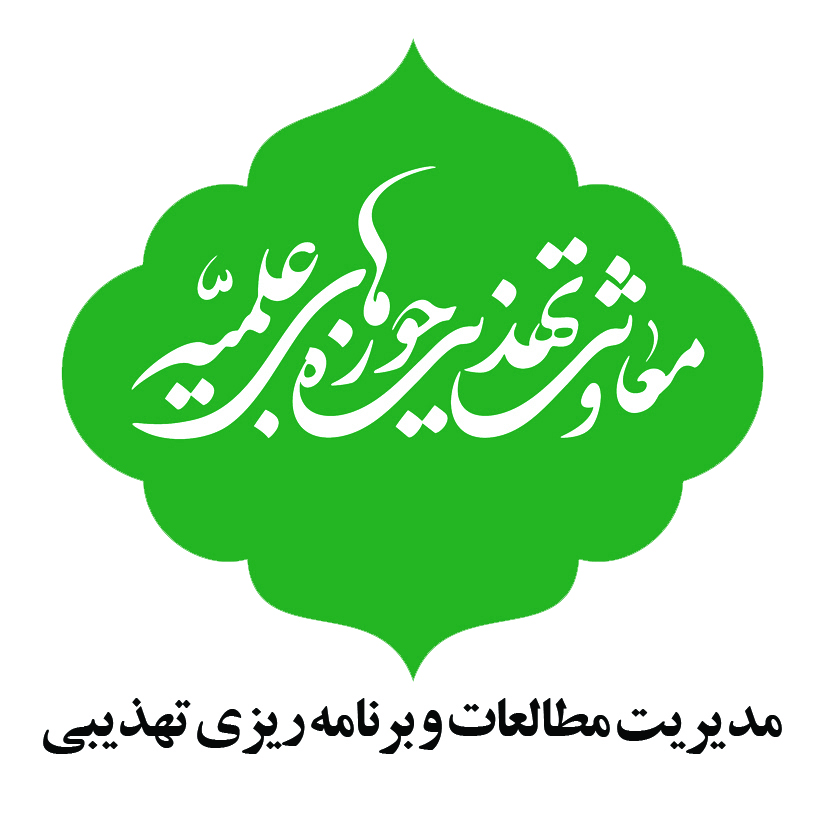 معاونت تهذیب حوزه‌های علمیه
مدیریت مطالعات و برنامه ریزی تهذیبی